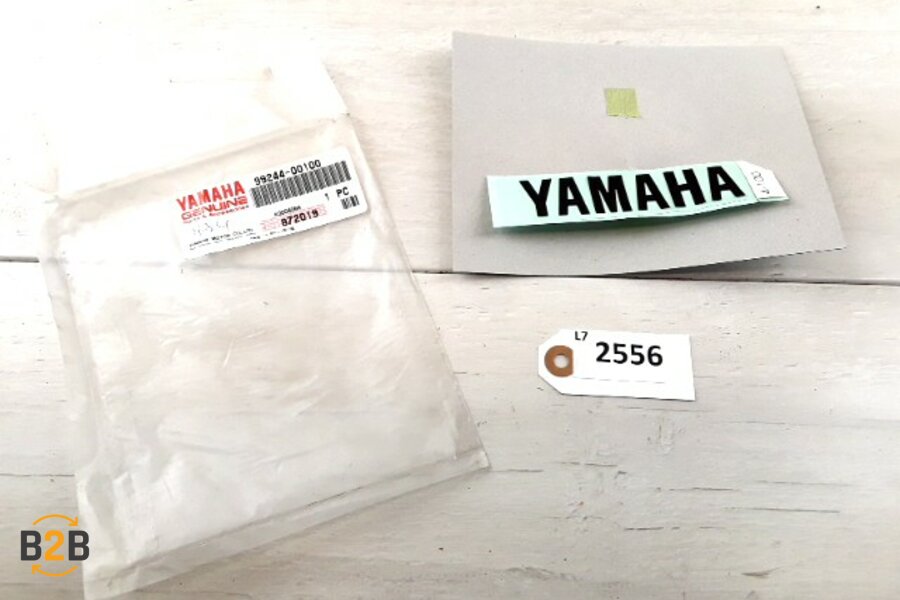 YAMAHA
GENUINE
99244-00100
1 PC
872019
YAMAHA
L7
2556
B2B